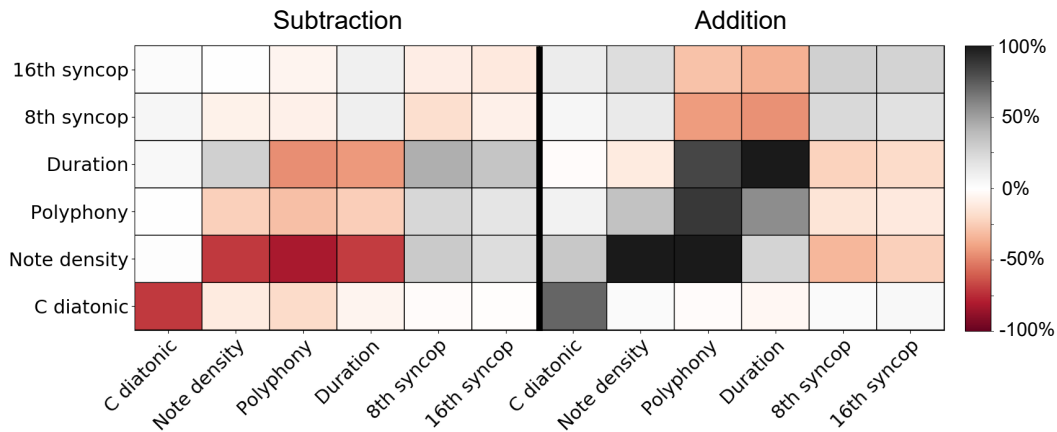 Subtraction Addition
16th syncop
8th syncop
Duration
Polyphony
Note density
C diatonic
100%
50%
0%
-50%
-100%
C diatonic Note density Polyphony Duration 8th syncop 16th syncop C diatonic Note density Polyphony Duration 8th syncop 16th syncop